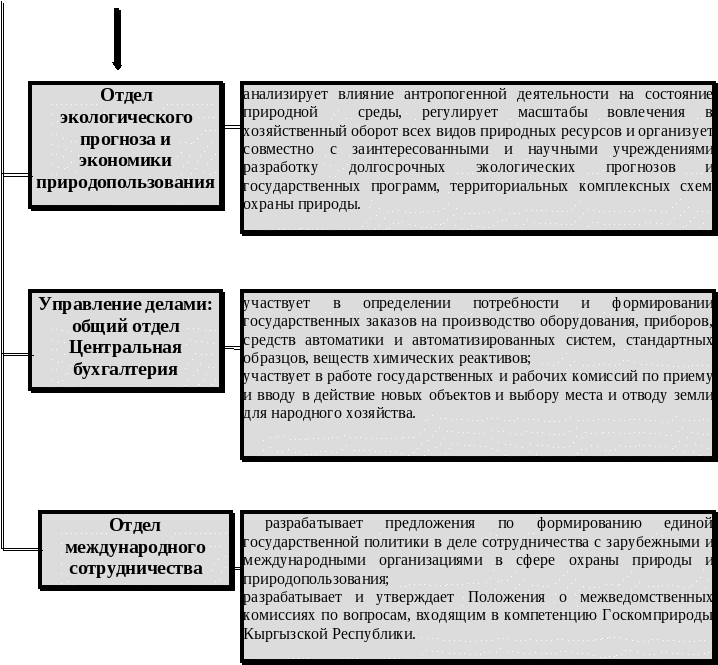 Отдел
экологического
прогноза и
экономики
природопользования
анализирует влияние антропогенной деятельности на состояние
природной среды, регулирует масштабы вовлечения в
хозяйственный оборот всех видов природных ресурсов и организует
совместно с заинтересованными и научными учреждениями
разработку долгосрочных экологических прогнозов и
государственных программ, территориальных комплексных схем
охраны природы.
Управление делами:
общий отдел
Центральная
бухгалтерия
участвует в определении потребности и формировании
государственных заказов на производство оборудования, приборов,
средств автоматики и автоматизированных систем, стандартных
образцов, веществ химических реактивов;
участвует в работе государственных и рабочих комиссий по приему
и вводу в действие новых объектов и выбору места и отводу земли
для народного хозяйства.
Отдел
международного
сотрудничества
разрабатывает предложения по формированию единой
государственной политики в деле сотрудничества с зарубежными и
международными организациями в сфере охраны природы и
природопользования;
разрабатывает и утверждает Положения о межведомственных
комиссиях по вопросам, входящим в компетенцию Госкомприроды
Кыргызской Республики.